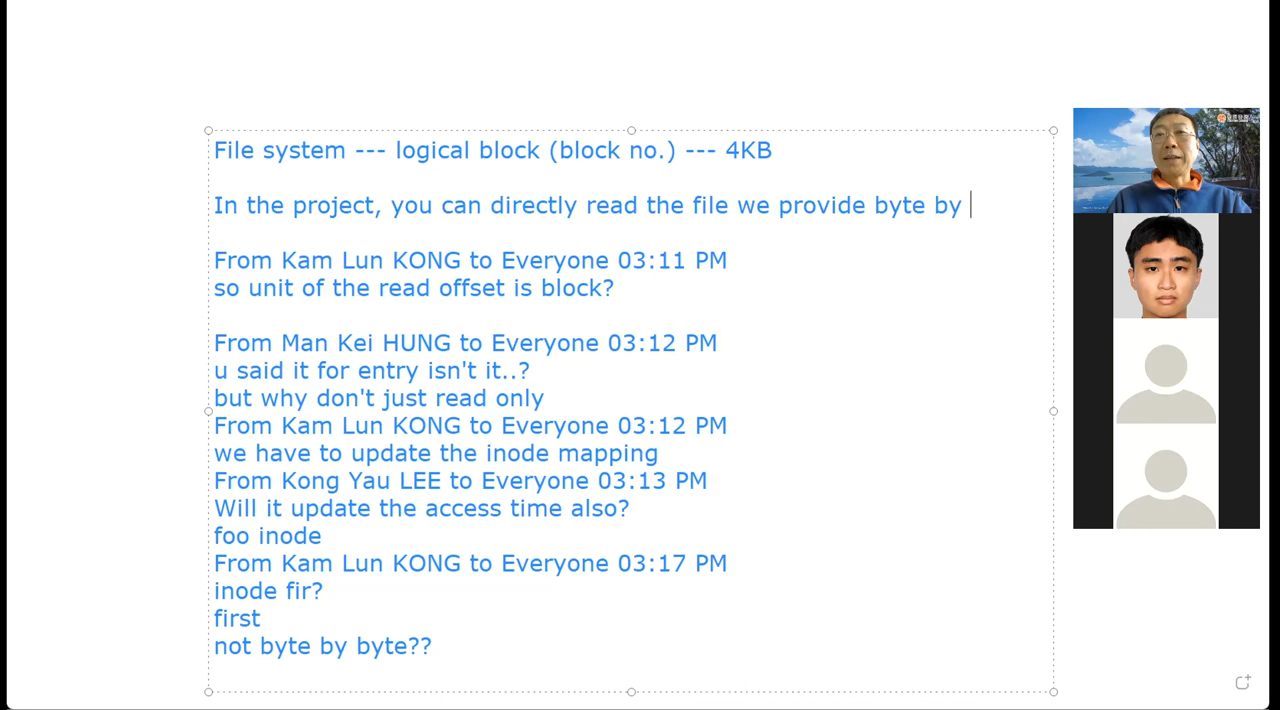 File system --- logical block (block no.) --- 4KB
In the project, you can directly read the file we provide byte by
From Kam Lun KONG to Everyone 03:11 PM
so unit of the read offset is block?
From Man Kei HUNG to Everyone 03:12 PM
u said it for entry isn't it..?
but why don't just read only
From Kam Lun KONG to Everyone 03:12 PM
we have to update the inode mapping
From Kong Yau LEE to Everyone 03:13 PM
Will it update the access time also?
foo inode
From Kam Lun KONG to Everyone 03:17 PM
inode fir?
first
not byte by byte??